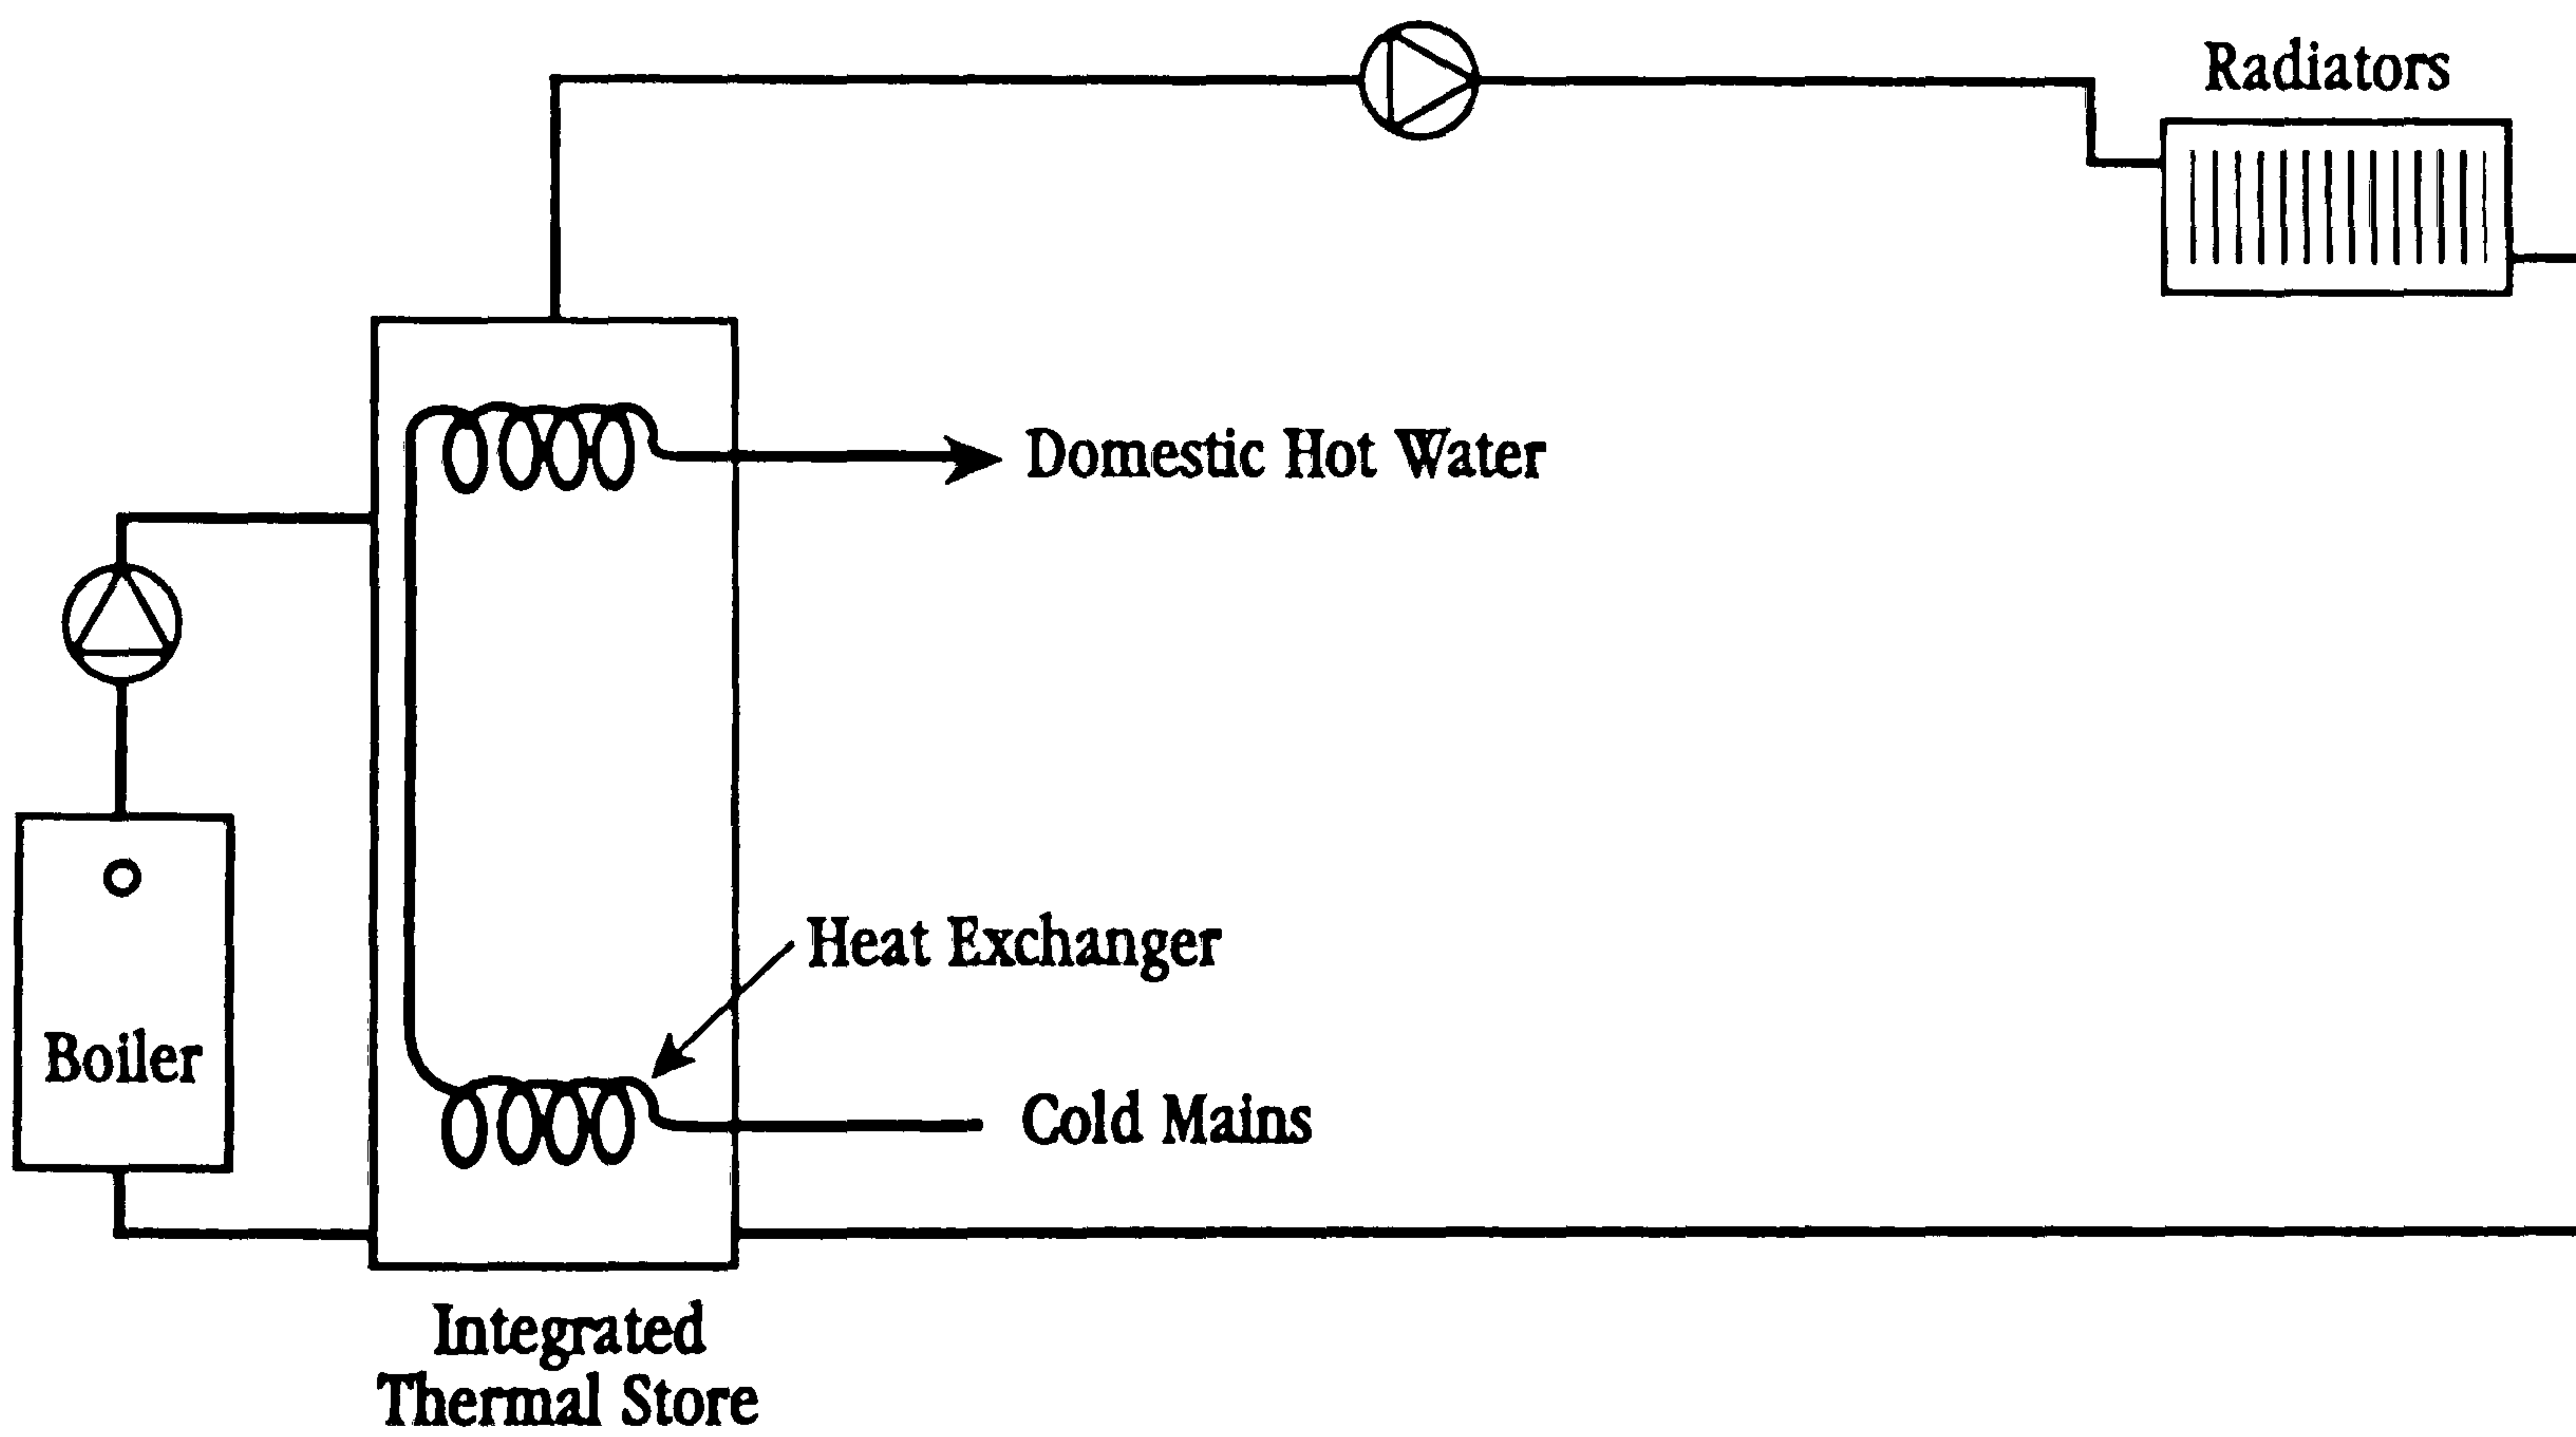 Radiators
Domestic Hot Water
Heat Exchanger
Boiler
Cold Mains
Integrated
Thermal Store